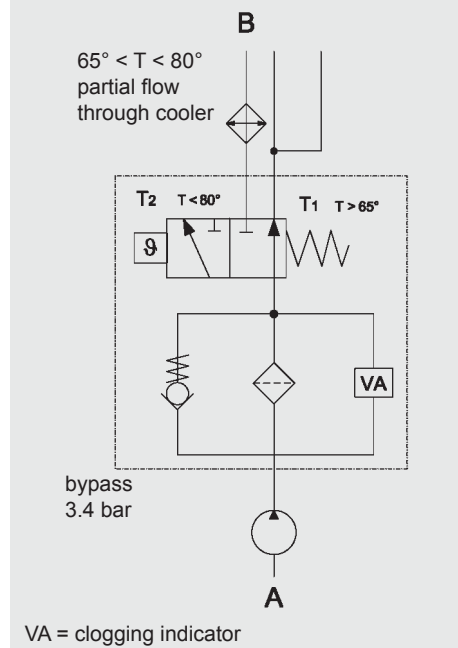 B
65° < T < 80°
partial flow
through cooler
T2 T < 80° T1 T > 65°
ϑ
VA
bypass
3.4 bar
A
VA = clogging indicator